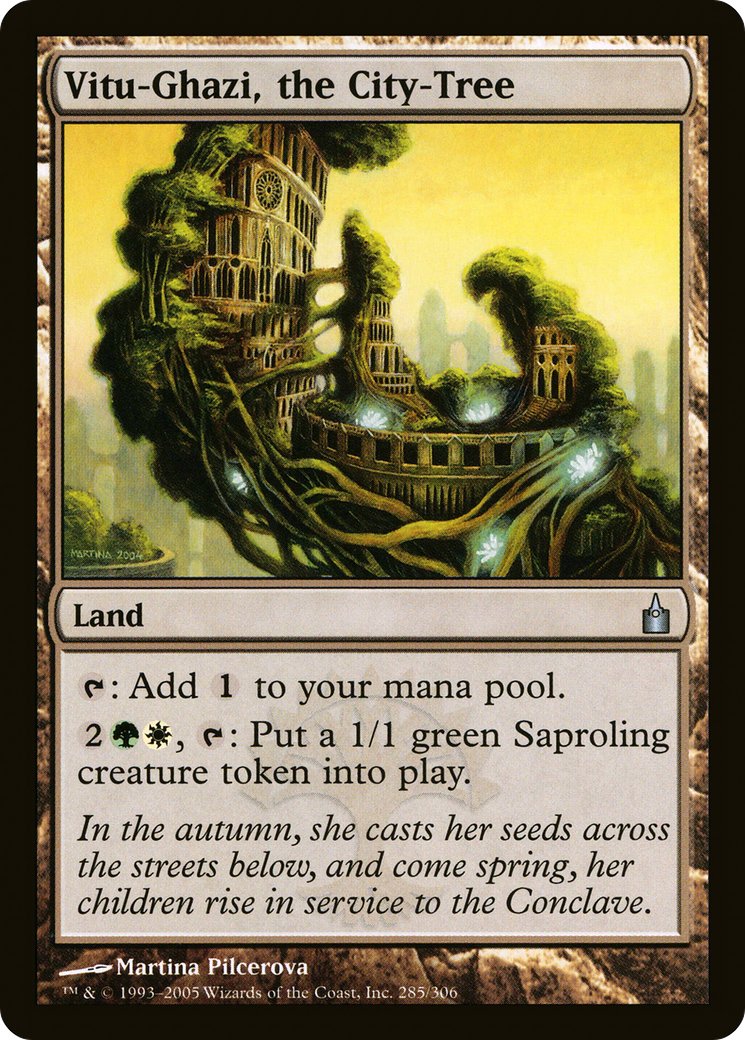 Vitu-Ghazi, the City-Tree
MARTINA 2004
Land
: Add 1 to your mana pool.
2, : Put a 1/1 green Saproling
creature token into play.
In the autumn, she casts her seeds across
the streets below, and come spring, her
children rise in service to the Conclave.
Martina Pilcerova
™ & © 1993–2005 Wizards of the Coast, Inc. 285/306